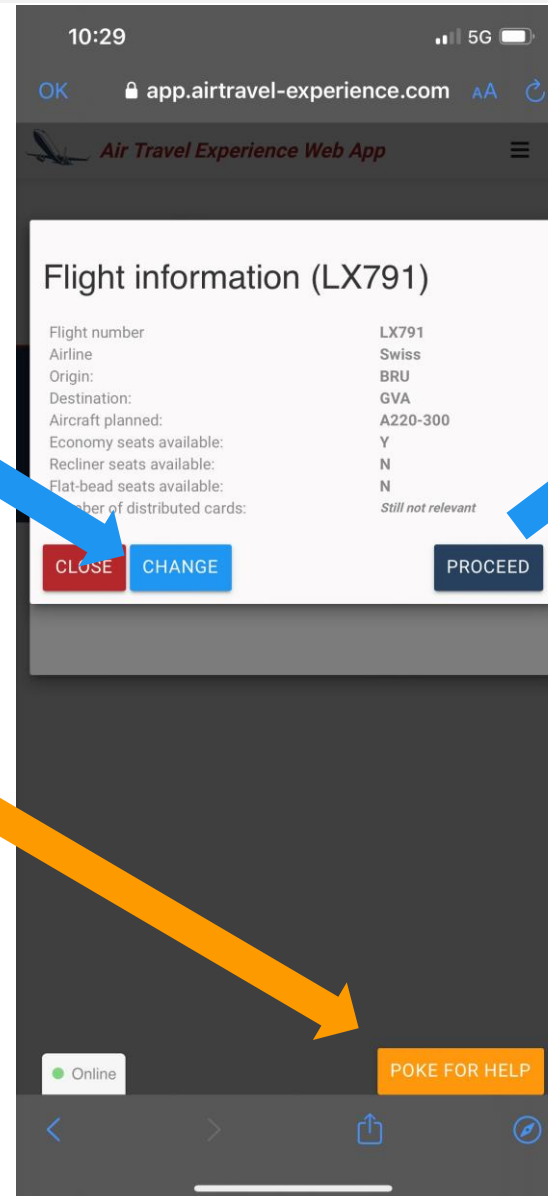 10:29 5G
OK app.airtravel-experience.com AA
Air Travel Experience Web App
Flight information (LX791)
Flight number LX791
Airline Swiss
Origin: BRU
Destination: GVA
Aircraft planned: A220-300
Economy seats available: Y
Recliner seats available: N
Flat-bead seats available: N
of distributed cards: Still not relevant
CLOSE CHANGE PROCEED
Online POKE FOR HELP